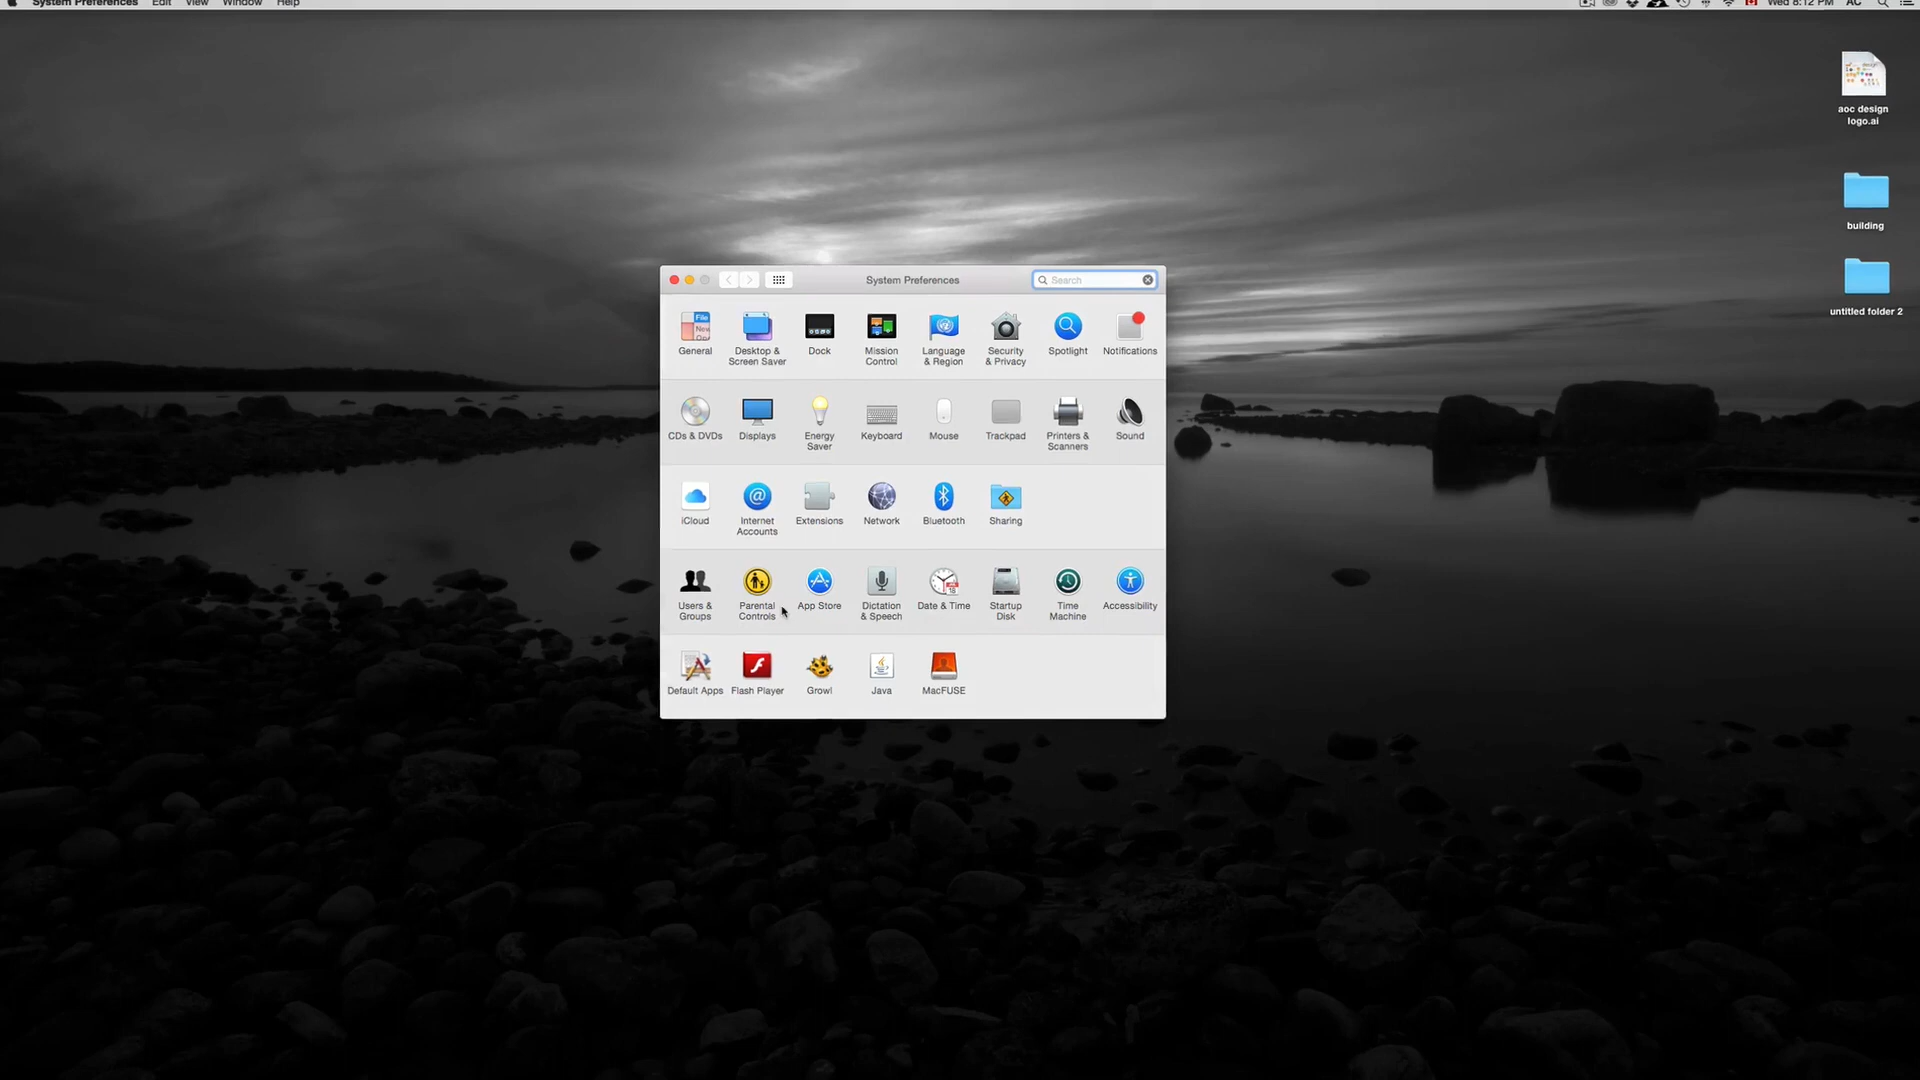 System Preferences Edit View Window Help
Wed 8:12 PM AC
aoc design
logo.ai
building
untitled folder 2
System Preferences
Search
General
Desktop &
Screen Saver
Dock
Mission
Control
Language
& Region
Security
& Privacy
Spotlight
Notifications
CDs & DVDs
Displays
Energy
Saver
Keyboard
Mouse
Trackpad
Printers &
Scanners
Sound
iCloud
Internet
Accounts
Extensions
Network
Bluetooth
Sharing
Users &
Groups
Parental
Controls
App Store
Dictation
& Speech
Date & Time
Startup
Disk
Time
Machine
Accessibility
Default Apps
Flash Player
Growl
Java
MacFUSE